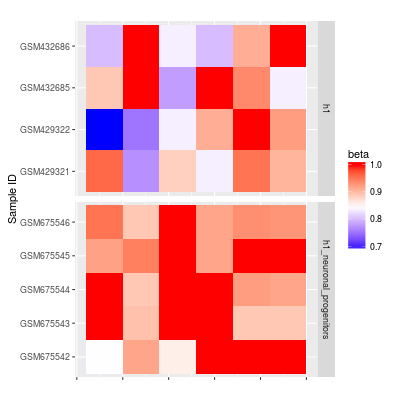 GSM432686
GSM432685
GSM429322
GSM429321
h1
GSM675546
GSM675545
GSM675544
GSM675543
GSM675542
h1_neuronal_progenitors
Sample ID
beta
1.0
0.9
0.8
0.7